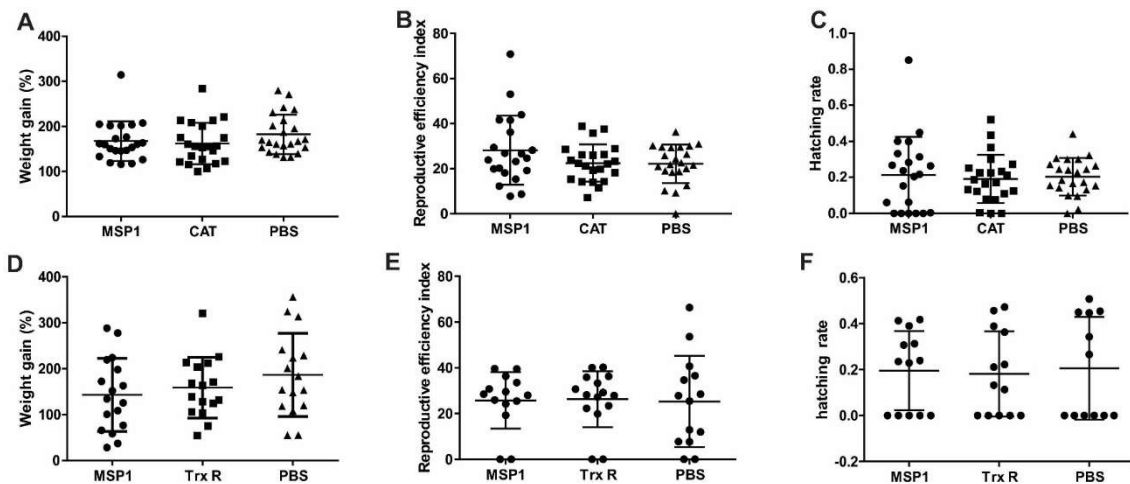 A
Weight gain (%)
400
300
200
100
0
MSP1 CAT PBS
B
Reproductive efficiency index
80
60
40
20
0
MSP1 CAT PBS
C
Hatching rate
1.0
0.8
0.6
0.4
0.2
0.0
MSP1 CAT PBS
D
Weight gain (%)
400
300
200
100
0
MSP1 Trx R PBS
E
Reproductive efficiency index
80
60
40
20
0
MSP1 Trx R PBS
F
hatching rate
0.6
0.4
0.2
0.0
-0.2
MSP1 Trx R PBS